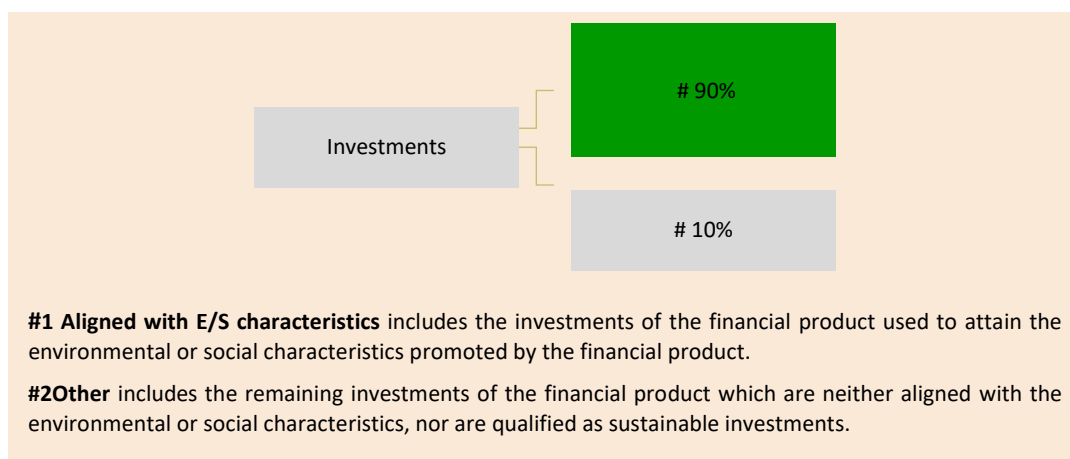 # 90%
Investments
# 10%
#1 Aligned with E/S characteristics includes the investments of the financial product used to attain the
environmental or social characteristics promoted by the financial product.
#2Other includes the remaining investments of the financial product which are neither aligned with the
environmental or social characteristics, nor are qualified as sustainable investments.